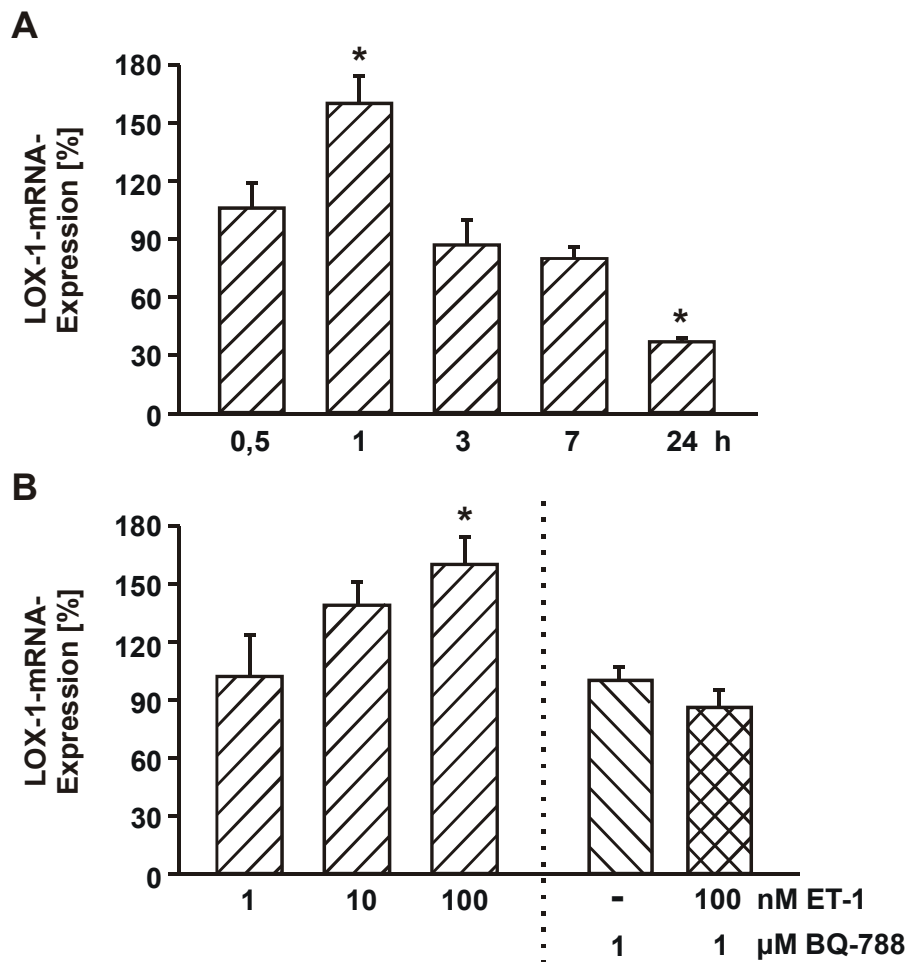 A
LOX-1-mRNA-
Expression [%]
180
150
120
90
60
30
0
*
*
0,5 1 3 7 24 h
B
LOX-1-mRNA-
Expression [%]
180
150
120
90
60
30
0
*
1 10 100 - 100 nM ET-1
1 1 µM BQ-788